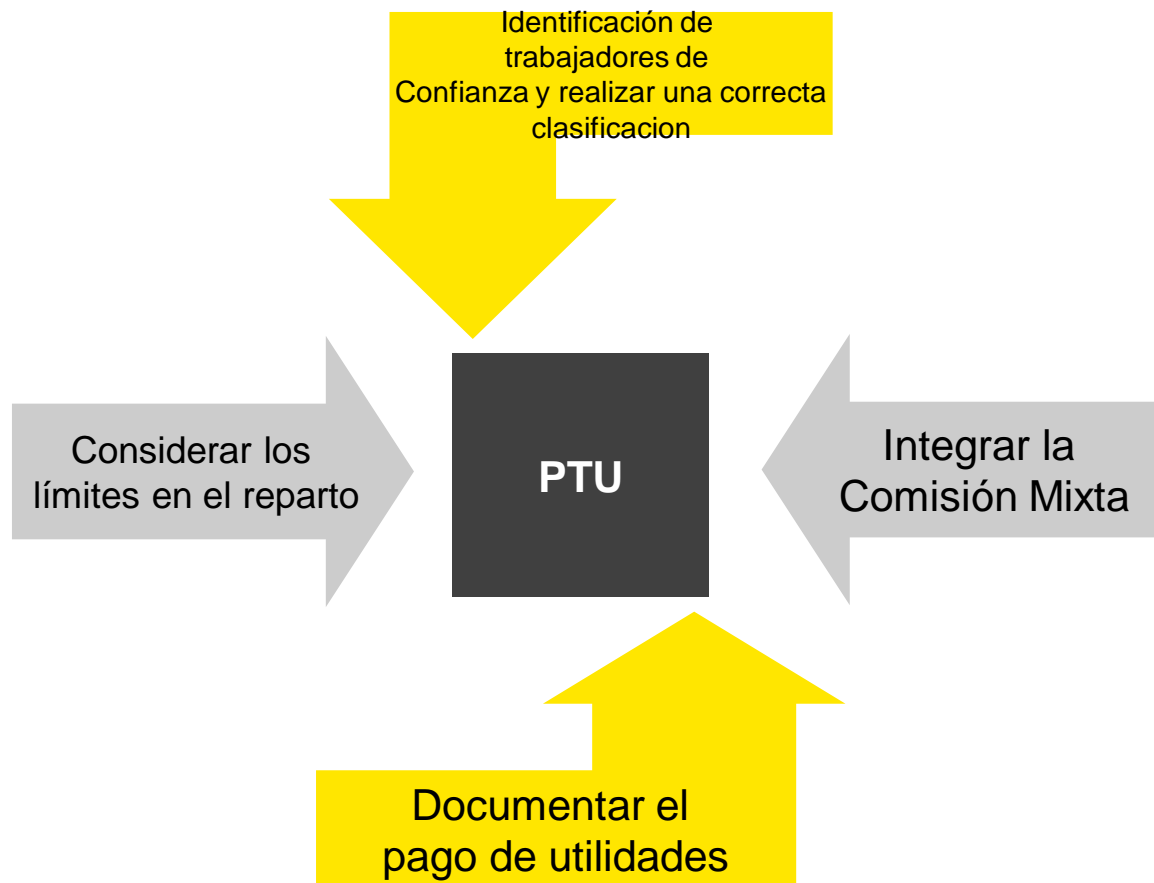 Identificación de
trabajadores de
Confianza y realizar una correcta
clasificacion
Considerar los
límites en el reparto
PTU
Integrar la
Comisión Mixta
Documentar el
pago de utilidades